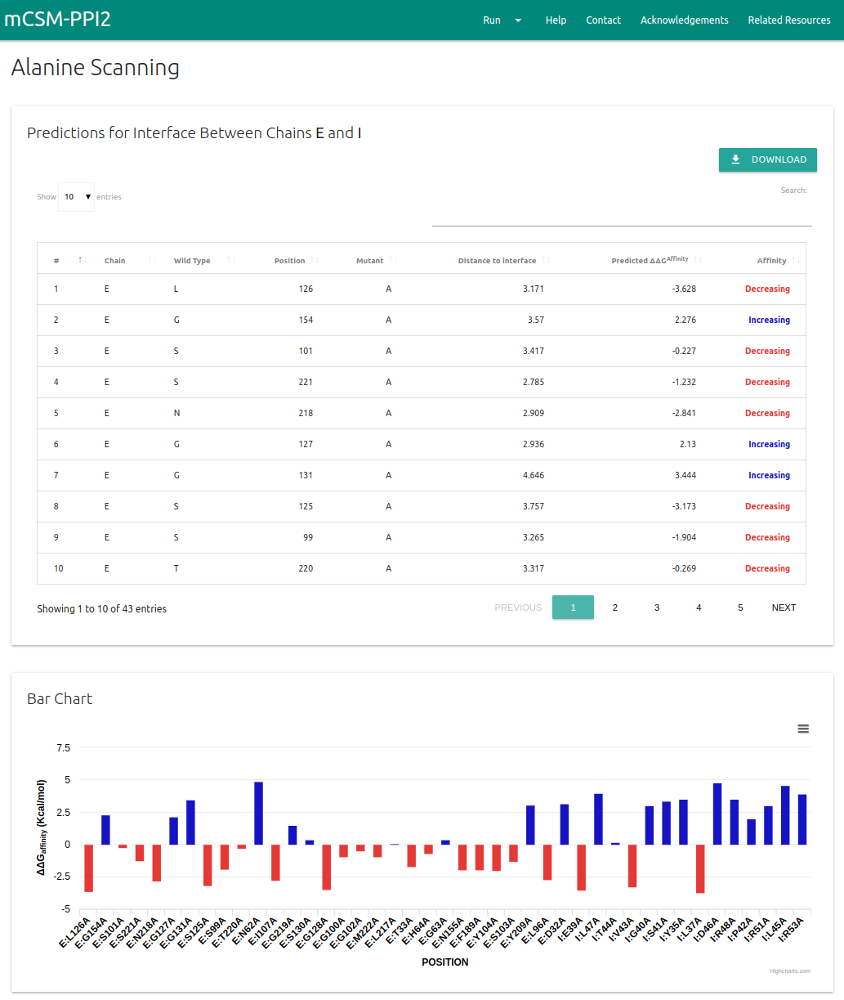 mCSM-PPI2
Run Help Contact Acknowledgements Related Resources
Alanine Scanning
Predictions for Interface Between Chains E and I
DOWNLOAD
Show 10 entries
Search:
# Chain Wild Type Position Mutant Distance to interface Predicted ΔΔGAffinity Affinity
1 E L 126 A 3.171 -3.628 Decreasing
2 E G 154 A 3.57 2.276 Increasing
3 E S 101 A 3.417 -0.227 Decreasing
4 E S 221 A 2.785 -1.232 Decreasing
5 E N 218 A 2.909 -2.841 Decreasing
6 E G 127 A 2.936 2.13 Increasing
7 E G 131 A 4.646 3.444 Increasing
8 E S 125 A 3.757 -3.173 Decreasing
9 E S 99 A 3.265 -1.904 Decreasing
10 E T 220 A 3.317 -0.269 Decreasing
Showing 1 to 10 of 43 entries
PREVIOUS 1 2 3 4 5 NEXT
Bar Chart
7.5
5
2.5
0
-2.5
-5
ΔΔGaffinity (Kcal/mol)
E:L126A
E:G154A
E:S101A
E:S221A
E:N218A
E:G127A
E:G131A
E:S125A
E:S99A
E:T220A
E:N62A
E:I107A
E:G219A
E:S130A
E:G128A
E:G100A
E:G102A
E:M222A
E:L217A
E:T33A
E:H64A
E:G63A
E:N155A
E:F189A
E:Y104A
E:S103A
E:Y209A
E:L96A
E:D32A
I:E39A
I:L47A
I:T44A
I:V43A
I:G40A
I:S41A
I:Y35A
I:L37A
I:D46A
I:R48A
I:P42A
I:R51A
I:L45A
I:R53A
POSITION
Highcharts.com